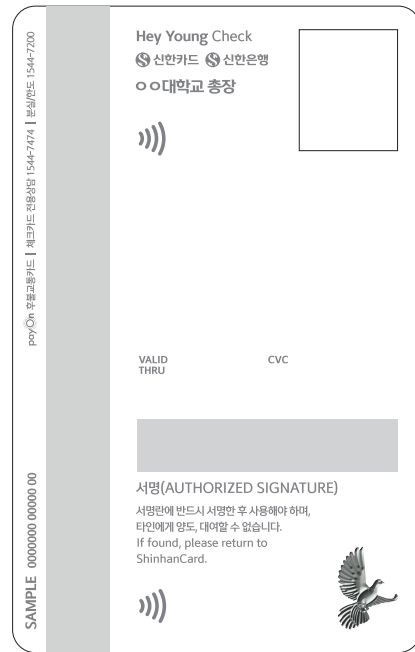 Hey Young Check
신한카드 신한은행
ㅇㅇ대학교 총장
VALID
THRU
CVC
서명(AUTHORIZED SIGNATURE)
서명란에 반드시 서명한 후 사용해야 하며,
타인에게 양도, 대여할 수 없습니다.
If found, please return to
ShinhanCard.
payOn 후불교통카드 | 체크카드 전용상담 1544-7474 | 분실/한도 1544-7200
SAMPLE 0000000 00000 00